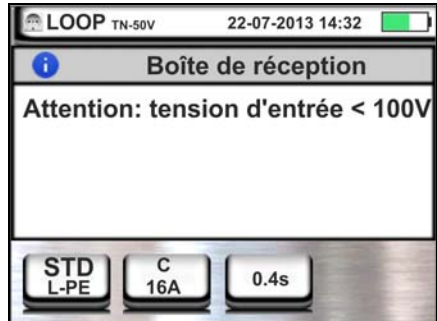 LOOP TN-50V 22-07-2013 14:32
Boîte de réception
Attention: tension d'entrée < 100V
STD
L-PE
C
16A
0.4s